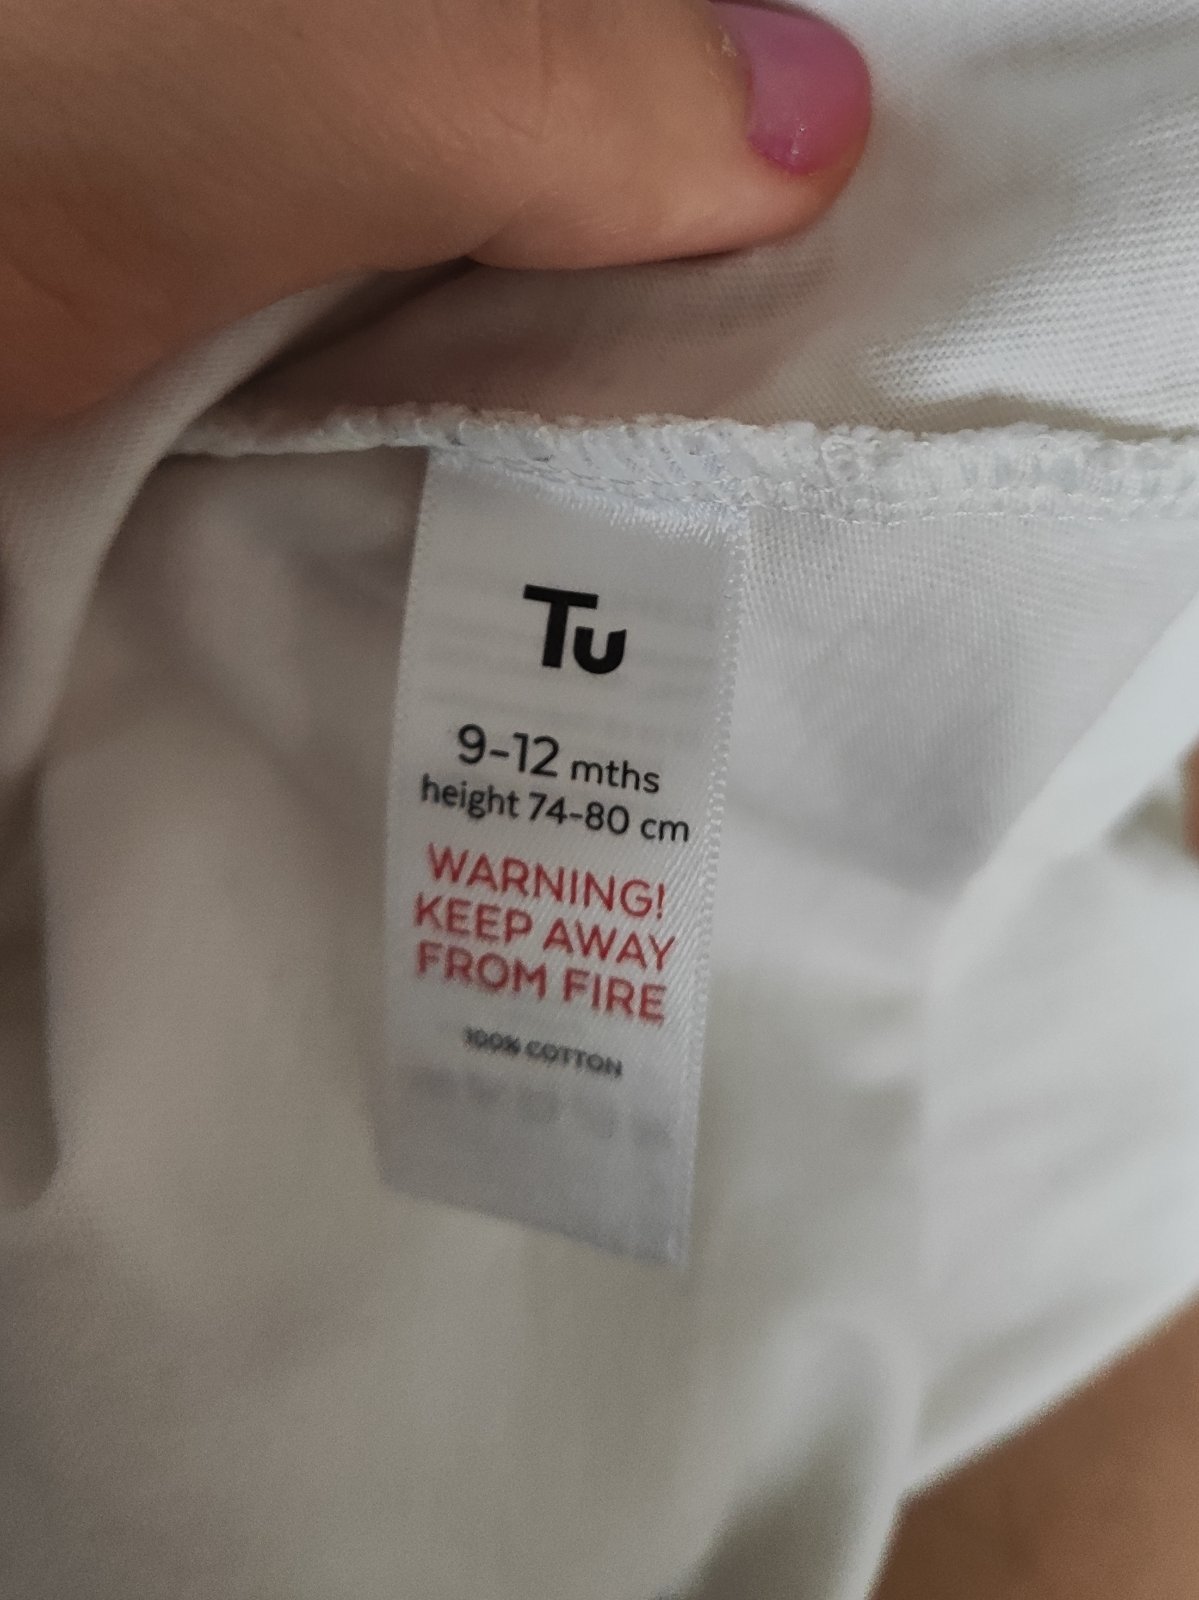 Tu
9-12 mths
height 74-80 cm
WARNING!
KEEP AWAY
FROM FIRE
100% COTTON